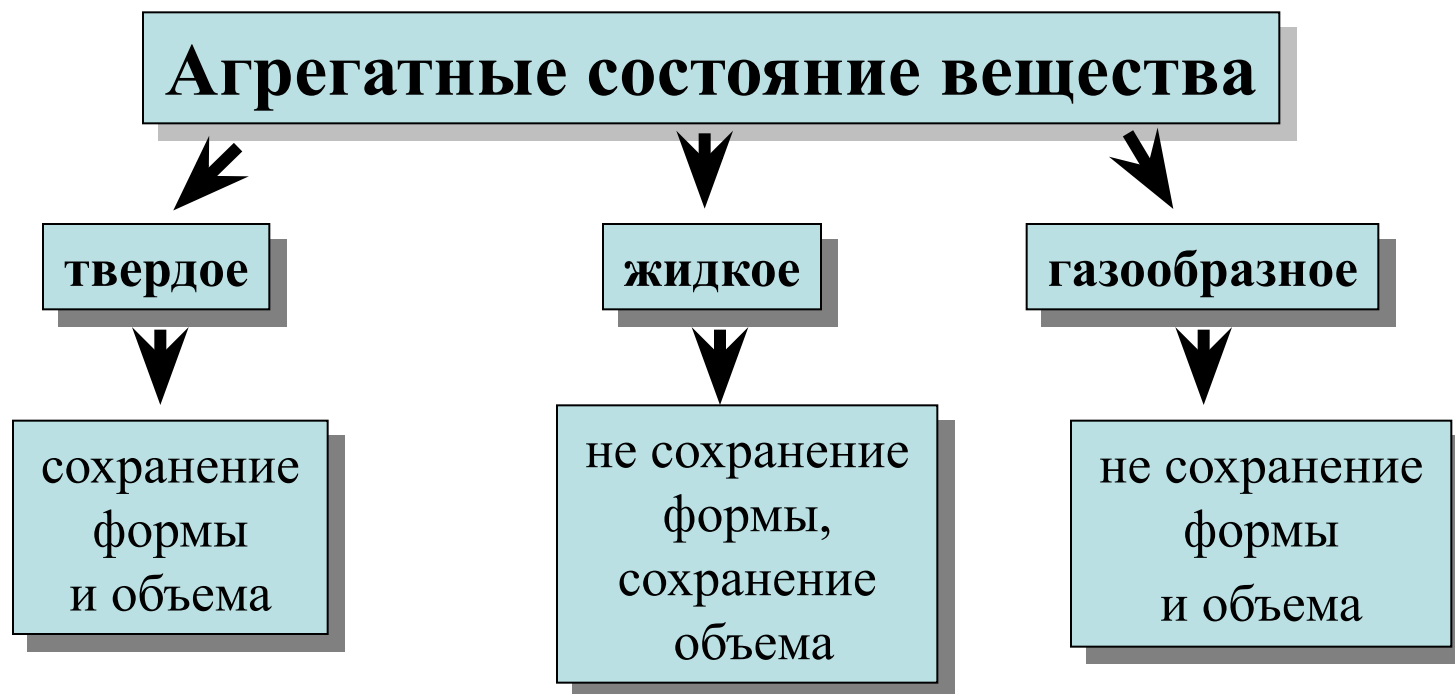 Агрегатные состояние вещества
твердое
жидкое
газообразное
сохранение
формы
и объема
не сохранение
формы,
сохранение
объема
не сохранение
формы
и объема